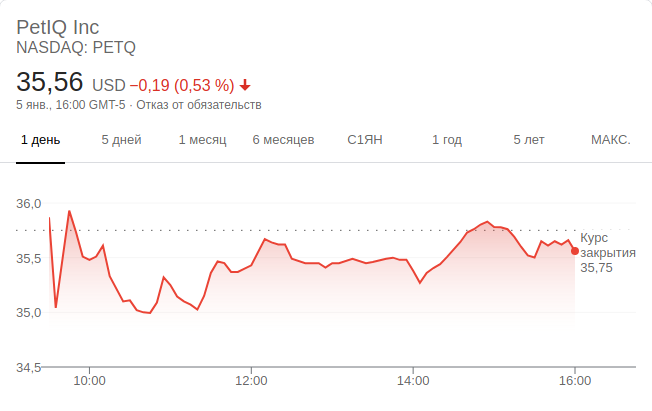 PetIQ Inc
NASDAQ: PETQ
35,56 USD −0,19 (0,53 %)
5 янв., 16:00 GMT-5 · Отказ от обязательств
1 день 5 дней 1 месяц 6 месяцев С1ЯН 1 год 5 лет МАКС.
36,0
35,5
35,0
34,5
Курс
закрытия
35,75
10:00 12:00 14:00 16:00